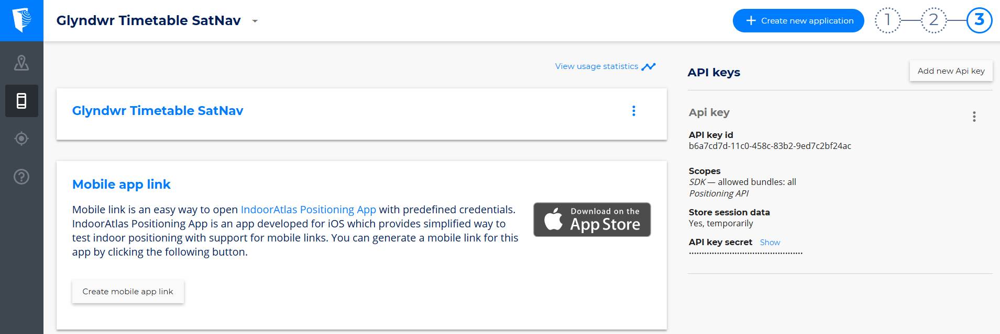 Glyndwr Timetable SatNav
Create new application
1
2
3
View usage statistics
Glyndwr Timetable SatNav
Mobile app link
Mobile link is an easy way to open IndoorAtlas Positioning App with predefined credentials.
IndoorAtlas Positioning App is an app developed for iOS which provides simplified way to
test indoor positioning with support for mobile links. You can generate a mobile link for this
app by clicking the following button.
Download on the
App Store
Create mobile app link
API keys
Add new Api key
Api key
API key id
b6a7cd7d-11c0-458c-83b2-9ed7c2bf24ac
Scopes
SDK — allowed bundles: all
Positioning API
Store session data
Yes, temporarily
API key secret Show